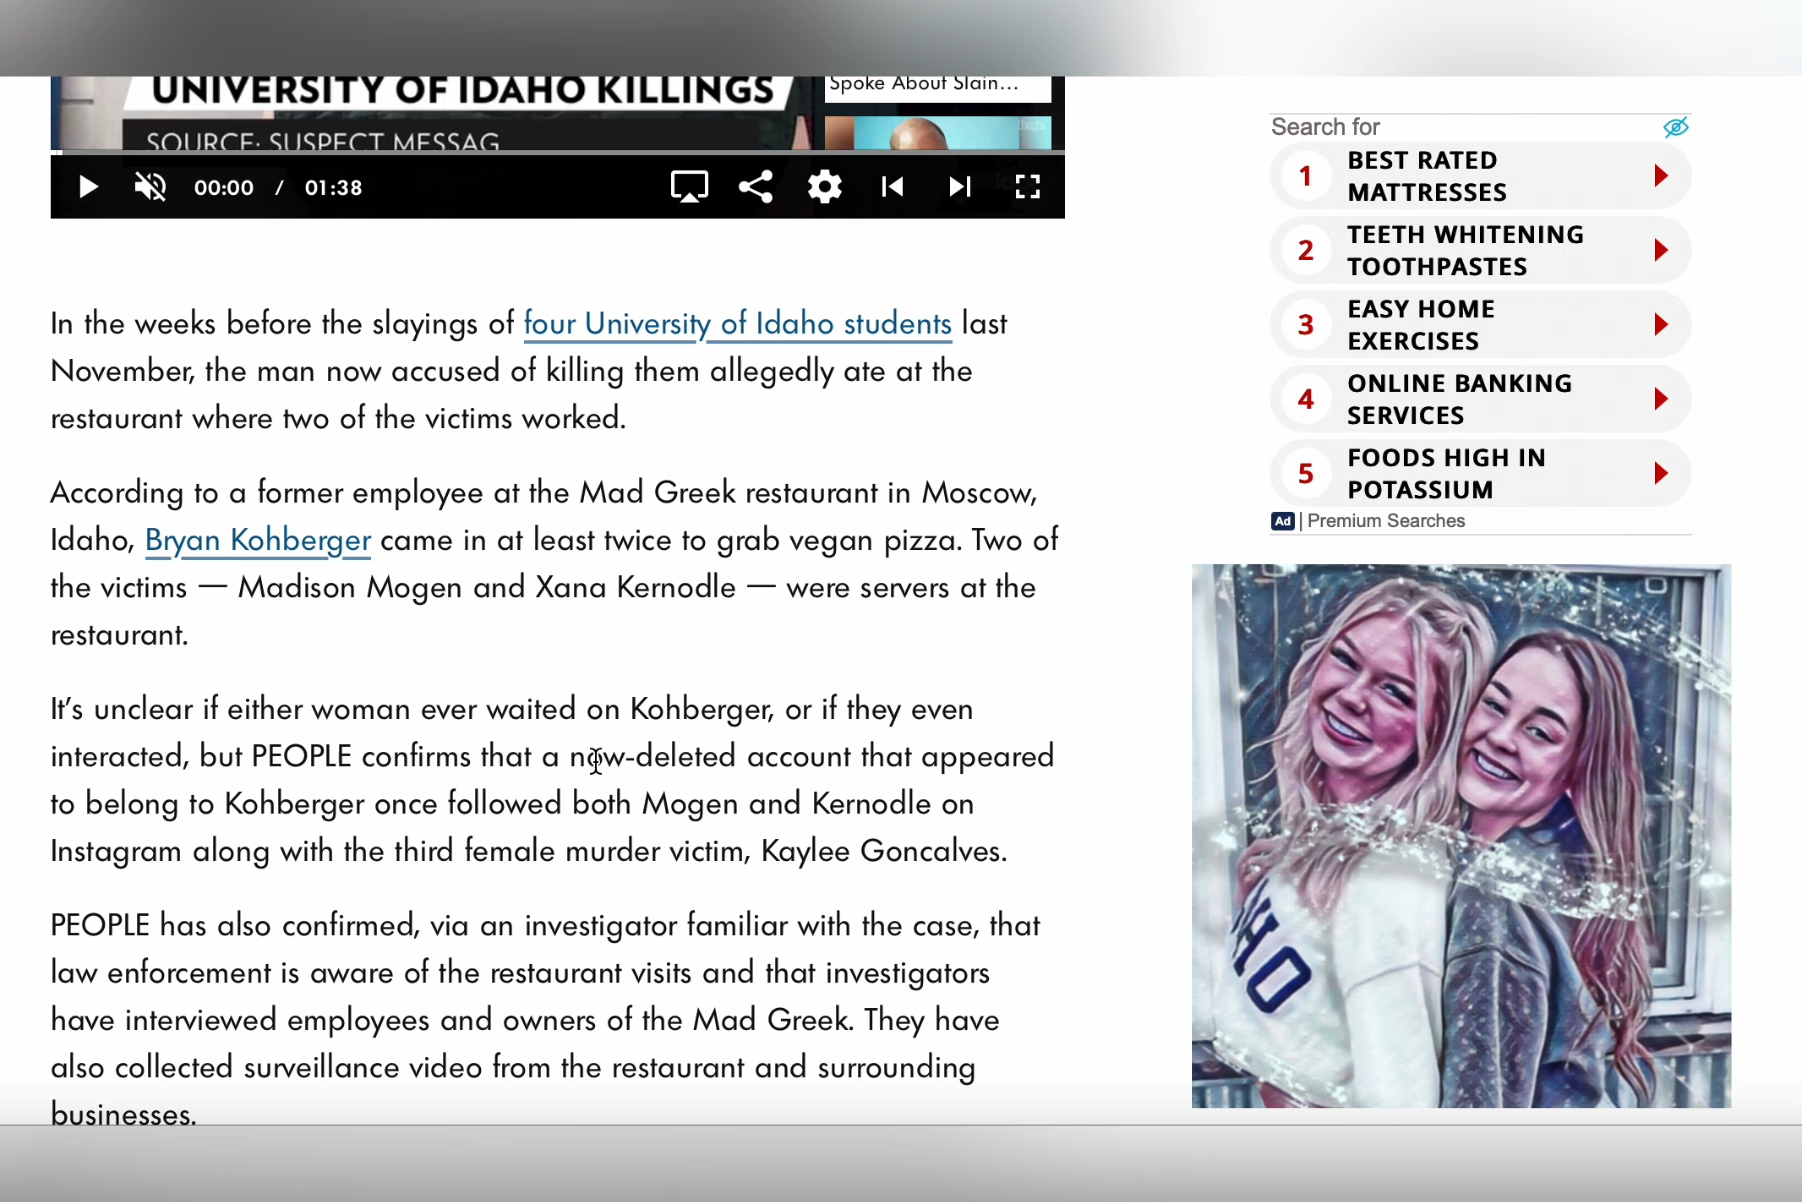 UNIVERSITY OF IDAHO KILLINGS
SOURCE: SUSPECT MESSAG
Spoke About Slain...
00:00 / 01:38
In the weeks before the slayings of four University of Idaho students last
November, the man now accused of killing them allegedly ate at the
restaurant where two of the victims worked.
According to a former employee at the Mad Greek restaurant in Moscow,
Idaho, Bryan Kohberger came in at least twice to grab vegan pizza. Two of
the victims — Madison Mogen and Xana Kernodle — were servers at the
restaurant.
It’s unclear if either woman ever waited on Kohberger, or if they even
interacted, but PEOPLE confirms that a now-deleted account that appeared
to belong to Kohberger once followed both Mogen and Kernodle on
Instagram along with the third female murder victim, Kaylee Goncalves.
PEOPLE has also confirmed, via an investigator familiar with the case, that
law enforcement is aware of the restaurant visits and that investigators
have interviewed employees and owners of the Mad Greek. They have
also collected surveillance video from the restaurant and surrounding
businesses.
Search for
1 BEST RATED
MATTRESSES
2 TEETH WHITENING
TOOTHPASTES
3 EASY HOME
EXERCISES
4 ONLINE BANKING
SERVICES
5 FOODS HIGH IN
POTASSIUM
Ad | Premium Searches
HO